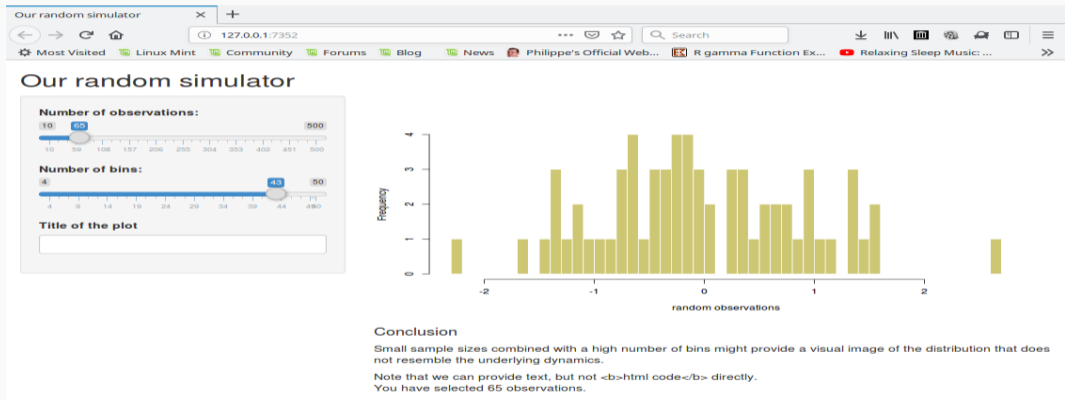 Our random simulator
127.0.0.1:7352
Search
Most Visited Linux Mint Community Forums Blog News Philippe's Official Web... R gamma Function Ex... Relaxing Sleep Music: ...
Our random simulator
Number of observations:
10 65 500
10 59 108 157 206 255 304 353 402 451 500
Number of bins:
4 43 50
4 9 14 19 24 29 34 39 44 4950
Title of the plot
Frequency
0 1 2 3 4
-2 -1 0 1 2
random observations
Conclusion
Small sample sizes combined with a high number of bins might provide a visual image of the distribution that does
not resemble the underlying dynamics.
Note that we can provide text, but not <b>html code</b> directly.
You have selected 65 observations.